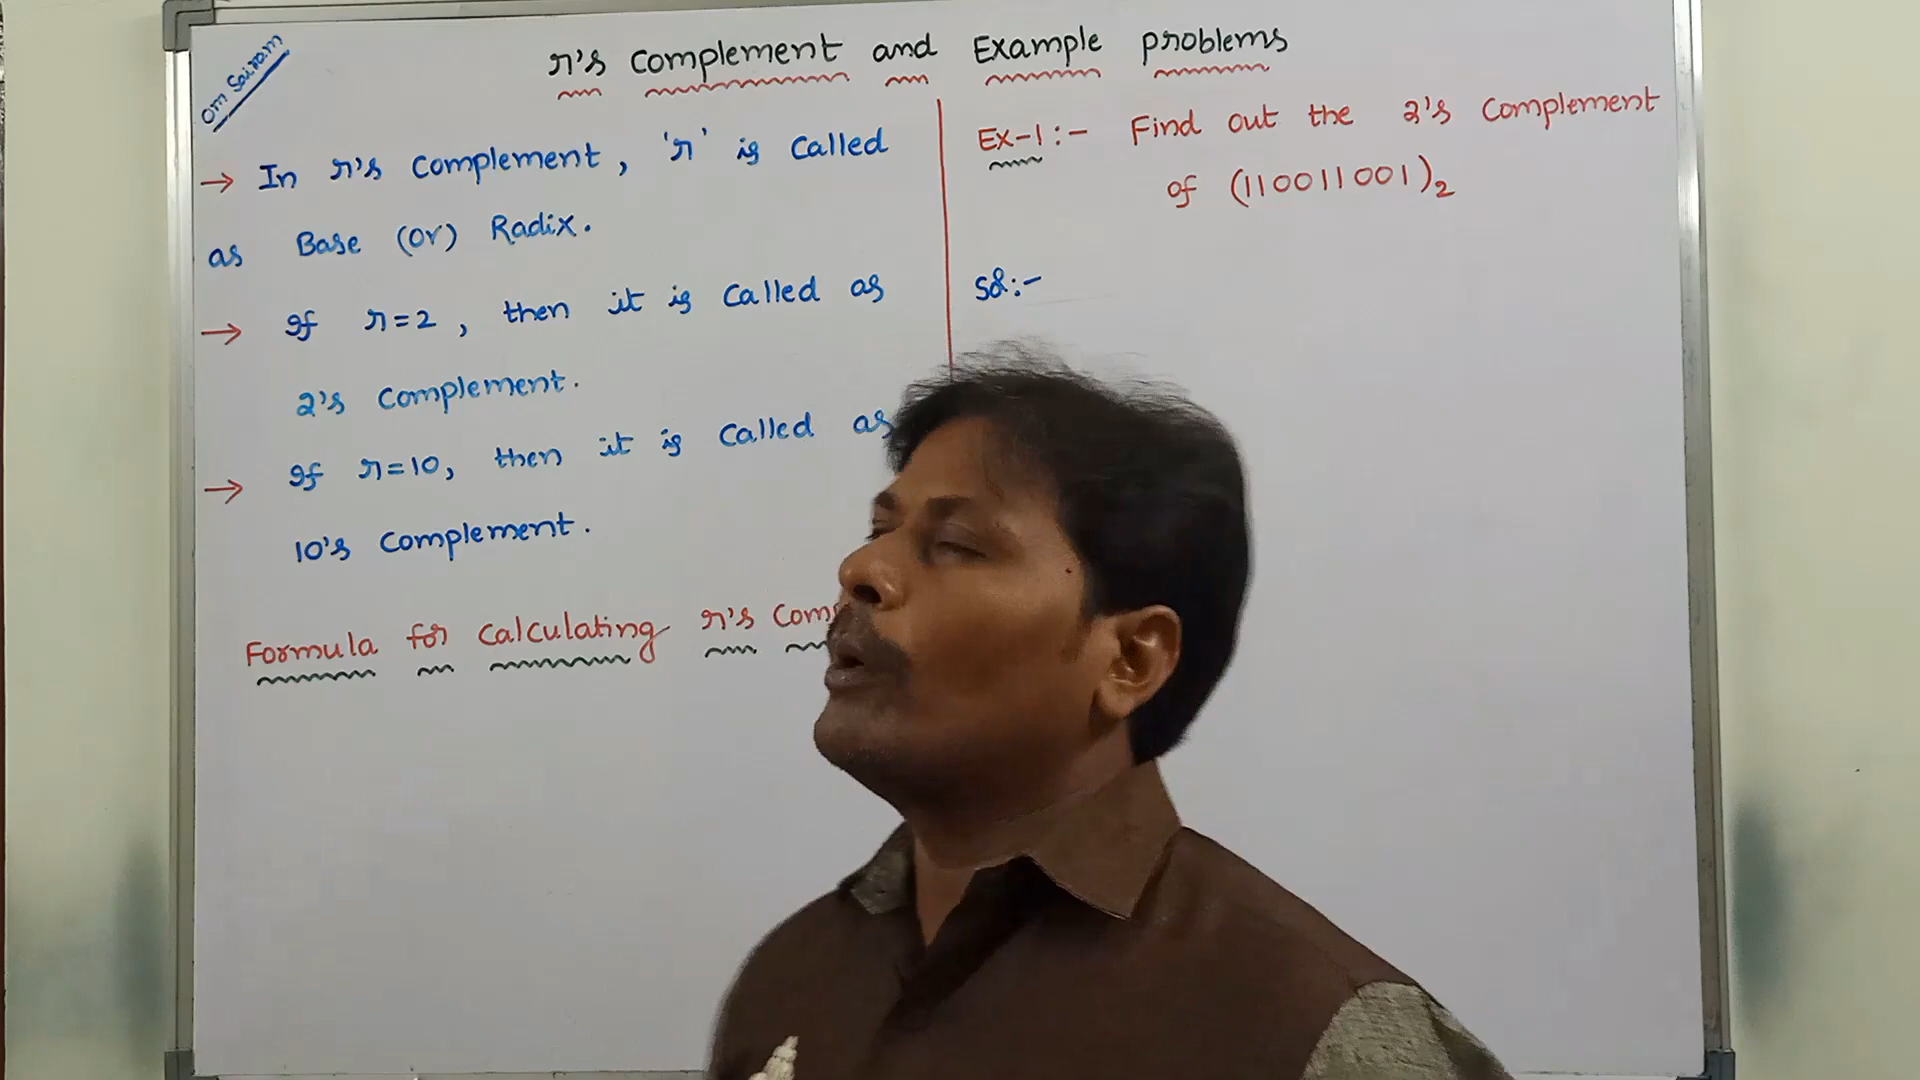 Om Sairam
r's complement and Example problems
→ In r's complement, 'r' is called
as Base (or) Radix.
→ If r=2, then it is called as
2's complement.
→ If r=10, then it is called as
10's complement.
Formula for calculating r's
Ex-1:- Find out the 2's complement
of (110011001)2
Sol:-